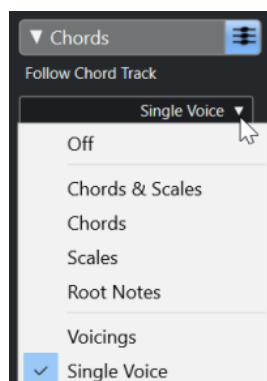 Chords
Follow Chord Track
Single Voice
Off
Chords & Scales
Chords
Scales
Root Notes
Voicings
Single Voice